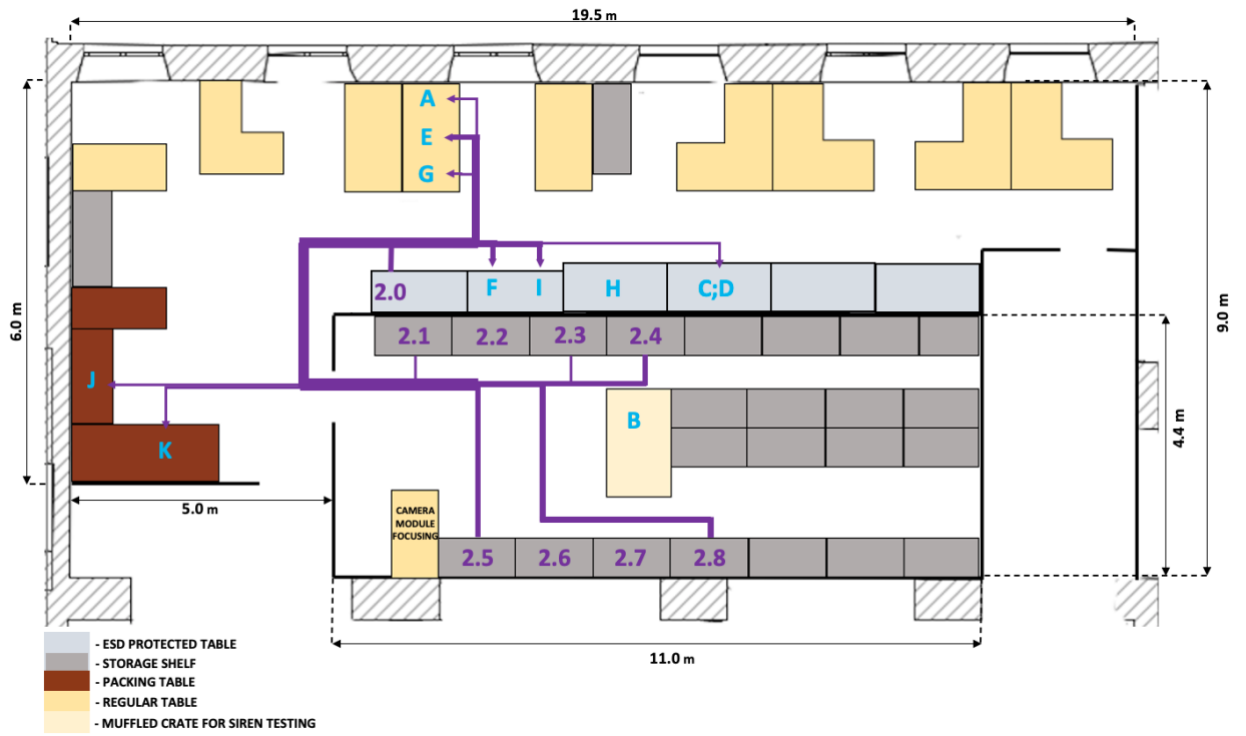 19.5 m
A
E
G
6.0 m
9.0 m
2.0
F
I
H
C;D
2.1
2.2
2.3
2.4
J
B
4.4 m
K
5.0 m
CAMERA
MODULE
FOCUSING
2.5
2.6
2.7
2.8
11.0 m
- ESD PROTECTED TABLE
- STORAGE SHELF
- PACKING TABLE
- REGULAR TABLE
- MUFFLED CRATE FOR SIREN TESTING